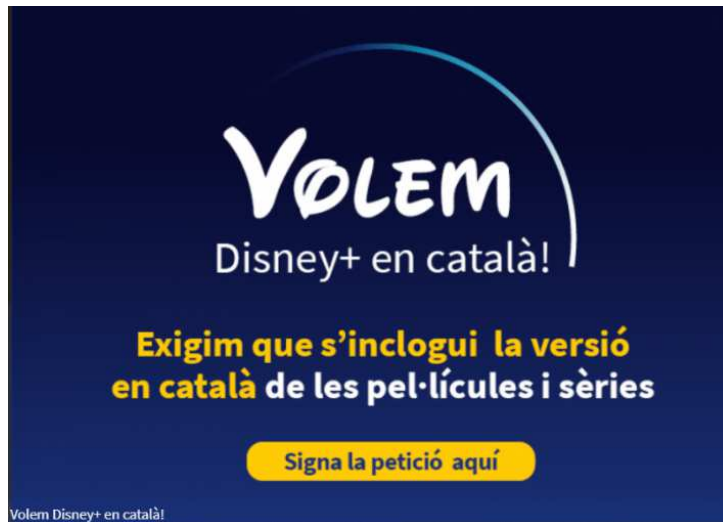 VOLEM
Disney+ en català!
Exigim que s’inclogui la versió
en català de les pel·lícules i sèries
Signa la petició aquí
Volem Disney+ en català!